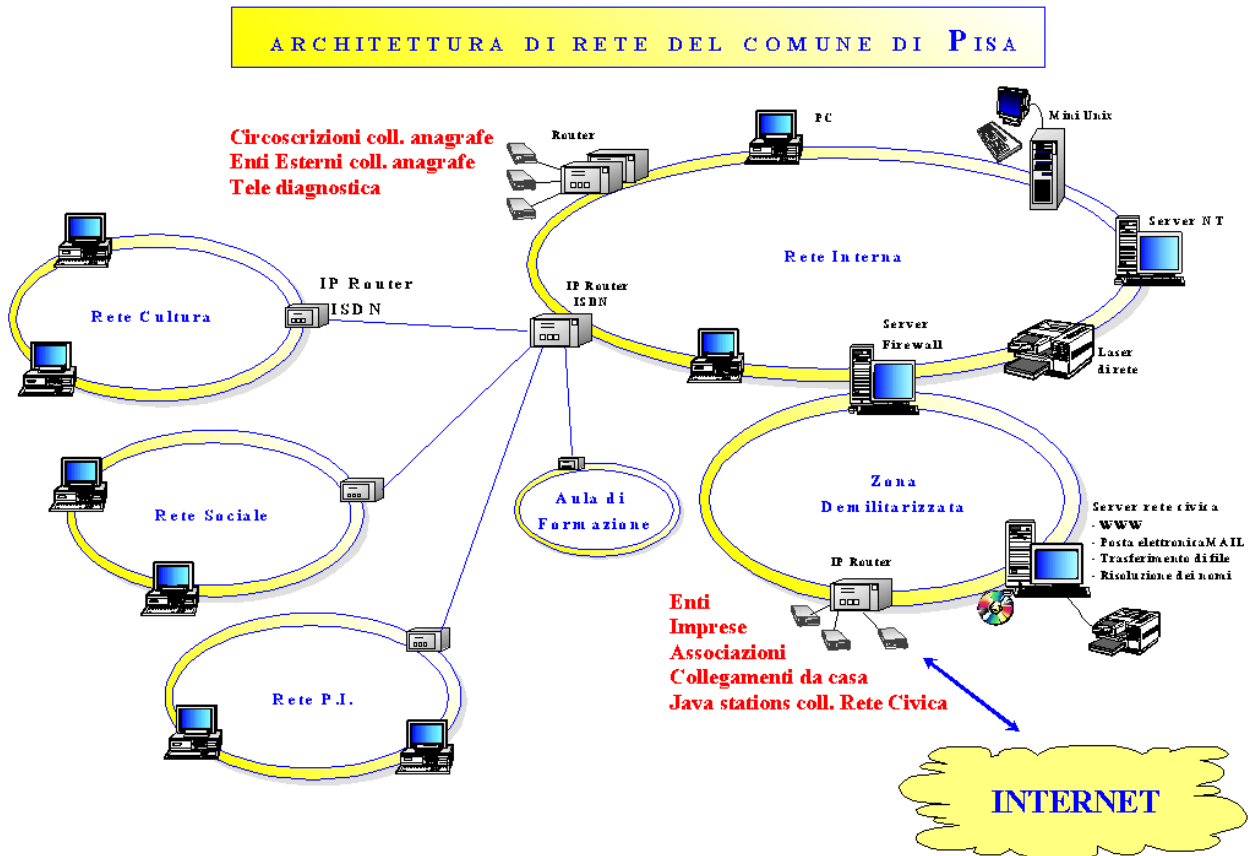 ARCHITETTURA DI RETE DEL COMUNE DI PISA
Circoscrizioni coll. anagrafe
Enti Esterni coll. anagrafe
Tele diagnostica
Router
PC
Mini Unix
Server NT
Rete Interna
IP Router
ISDN
Rete Cultura
IP Router
ISDN
Server
Firewall
Laser
di rete
Rete Sociale
Aula di
Formazione
Zona
Demilitarizzata
Server rete civica
- WWW
- Posta elettronicaMAIL
- Trasferimento di file
- Risoluzione dei nomi
IP Router
Enti
Imprese
Associazioni
Collegamenti da casa
Java stations coll. Rete Civica
Rete P.I.
INTERNET